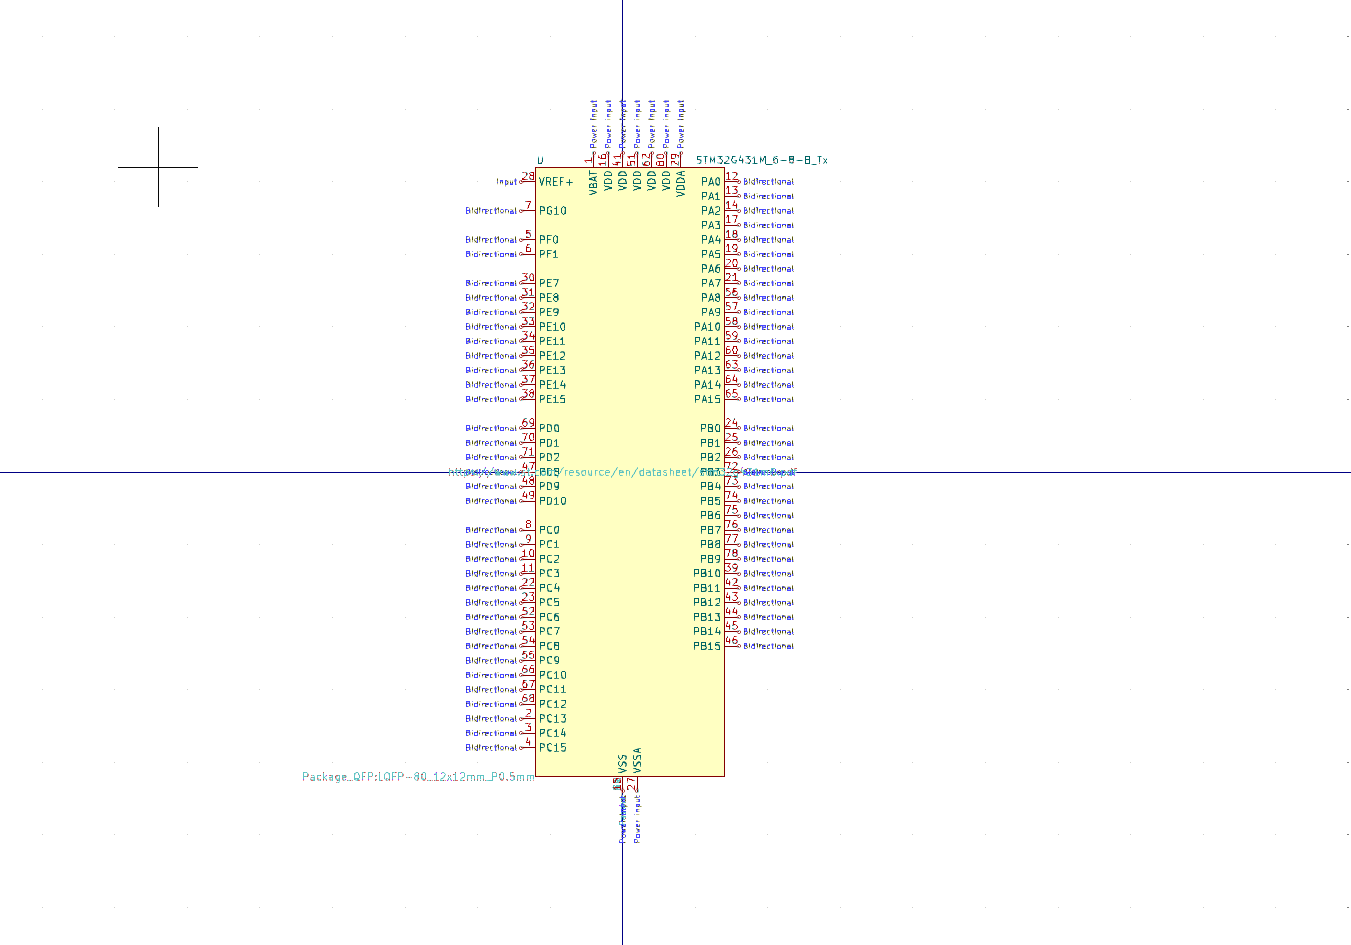 Power Input Power Input Power Input Power Input Power Input Power Input Power Input
1 16 41 51 62 80 29
U STM32G431M_6-8-B_Tx
VBAT VDD VDD VDD VDD VDD VDDA
Input 28 VREF+ PA0 12 Bidirectional
PA1 13 Bidirectional
Bidirectional 7 PG10 PA2 14 Bidirectional
PA3 17 Bidirectional
Bidirectional 5 PF0 PA4 18 Bidirectional
Bidirectional 6 PF1 PA5 19 Bidirectional
PA6 20 Bidirectional
Bidirectional 30 PE7 PA7 21 Bidirectional
Bidirectional 31 PE8 PA8 56 Bidirectional
Bidirectional 32 PE9 PA9 57 Bidirectional
Bidirectional 33 PE10 PA10 58 Bidirectional
Bidirectional 34 PE11 PA11 59 Bidirectional
Bidirectional 35 PE12 PA12 60 Bidirectional
Bidirectional 36 PE13 PA13 63 Bidirectional
Bidirectional 37 PE14 PA14 64 Bidirectional
Bidirectional 38 PE15 PA15 65 Bidirectional
Bidirectional 69 PD0 PB0 24 Bidirectional
Bidirectional 70 PD1 PB1 25 Bidirectional
Bidirectional 71 PD2 PB2 26 Bidirectional
47 /resource/en/datasheet/ 72
Bidirectional 48 PD9 PB4 73 Bidirectional
Bidirectional 49 PD10 PB5 74 Bidirectional
PB6 75 Bidirectional
Bidirectional 8 PC0 PB7 76 Bidirectional
Bidirectional 9 PC1 PB8 77 Bidirectional
Bidirectional 10 PC2 PB9 78 Bidirectional
Bidirectional 11 PC3 PB10 39 Bidirectional
Bidirectional 22 PC4 PB11 42 Bidirectional
Bidirectional 23 PC5 PB12 43 Bidirectional
Bidirectional 52 PC6 PB13 44 Bidirectional
Bidirectional 53 PC7 PB14 45 Bidirectional
Bidirectional 54 PC8 PB15 46 Bidirectional
Bidirectional 55 PC9
Bidirectional 66 PC10
Bidirectional 67 PC11
Bidirectional 68 PC12
Bidirectional 2 PC13
Bidirectional 3 PC14
Bidirectional 4 PC15
VSS VSSA
Package_QFP:LQFP-80_12x12mm_P0.5mm
27
Power Input